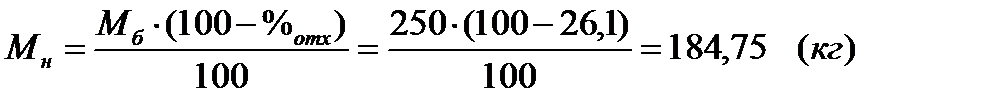 Mн = Mб·(100−%отх)/100 = 250·(100−26,1)/100 = 184,75 (кг)